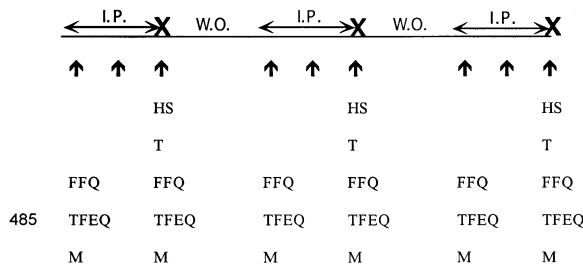 I.P. X W.O. I.P. X W.O. I.P. X
HS HS HS
T T T
FFQ FFQ FFQ FFQ FFQ FFQ
485 TFEQ TFEQ TFEQ TFEQ TFEQ TFEQ
M M M M M M